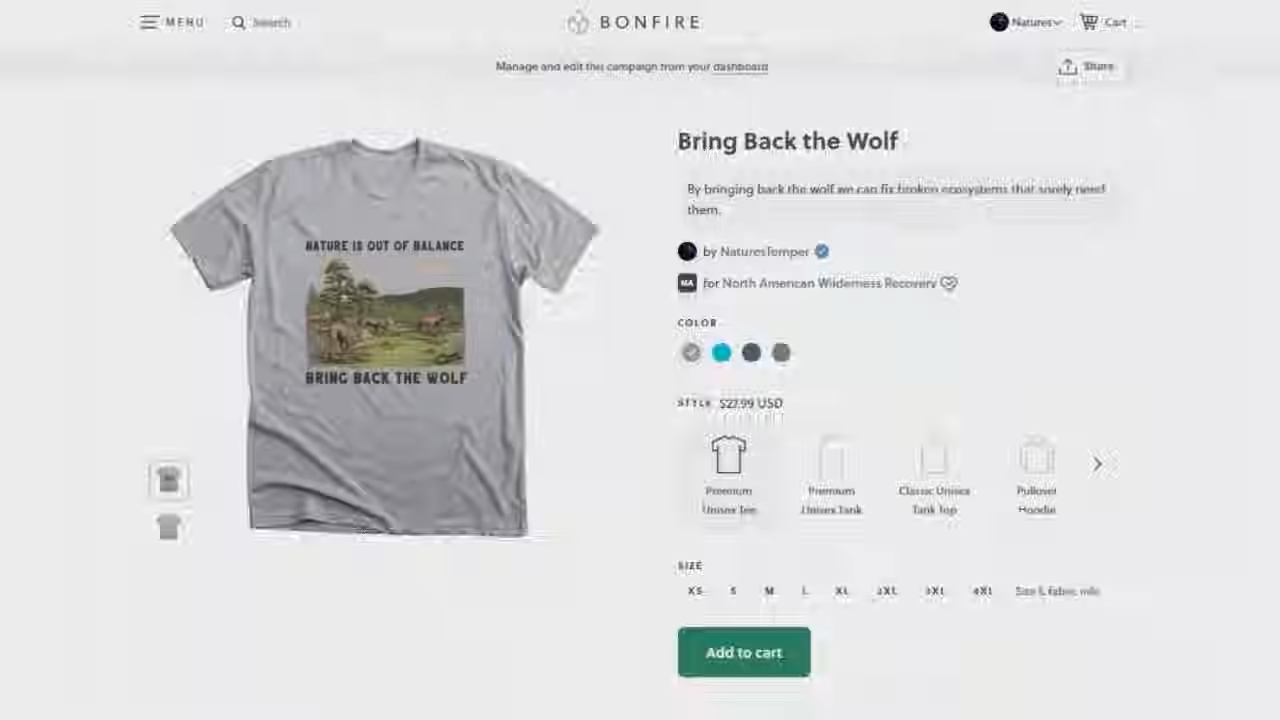 MENU
Search
BONFIRE
Natures
Cart
Manage and edit this campaign from your dashboard
Share
Bring Back the Wolf
By bringing back the wolf we can fix broken ecosystems that sorely need
them.
by NaturesTemper
MA for North American Wilderness Recovery
COLOR
STYLE $27.99 USD
Premium
Unisex Tee
Premium
Unisex Tank
Classic Unisex
Tank Top
Pullover
Hoodie
SIZE
XS S M L XL 2XL 3XL 4XL Size & fabric info
Add to cart
NATURE IS OUT OF BALANCE
BRING BACK THE WOLF